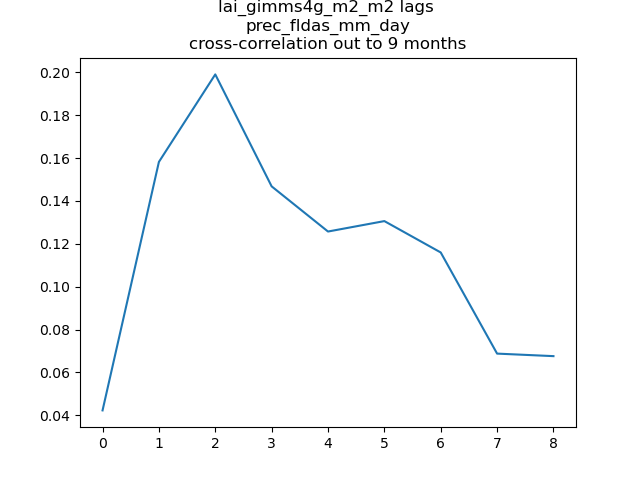 lai_gimms4g_m2_m2 lags
prec_fldas_mm_day
cross-correlation out to 9 months
0.20
0.18
0.16
0.14
0.12
0.10
0.08
0.06
0.04
0 1 2 3 4 5 6 7 8